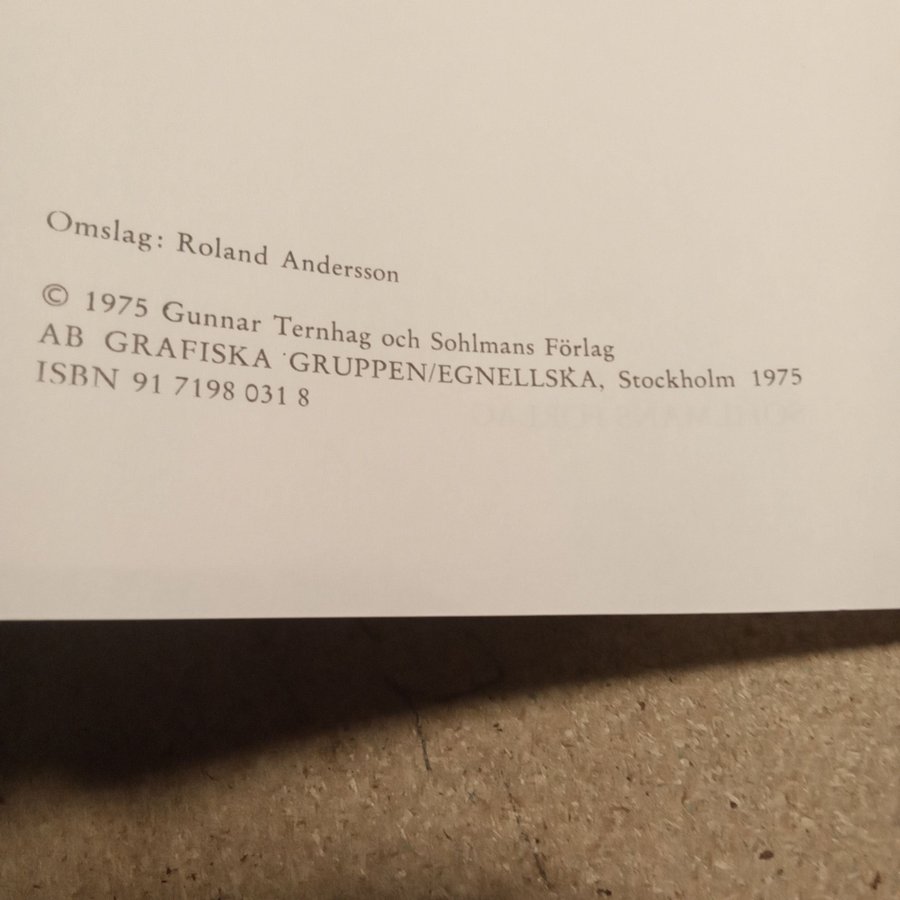 Omslag: Roland Andersson
© 1975 Gunnar Ternhag och Sohlmans Förlag
AB GRAFISKA GRUPPEN/EGNELLSKA, Stockholm 1975
ISBN 91 7198 031 8